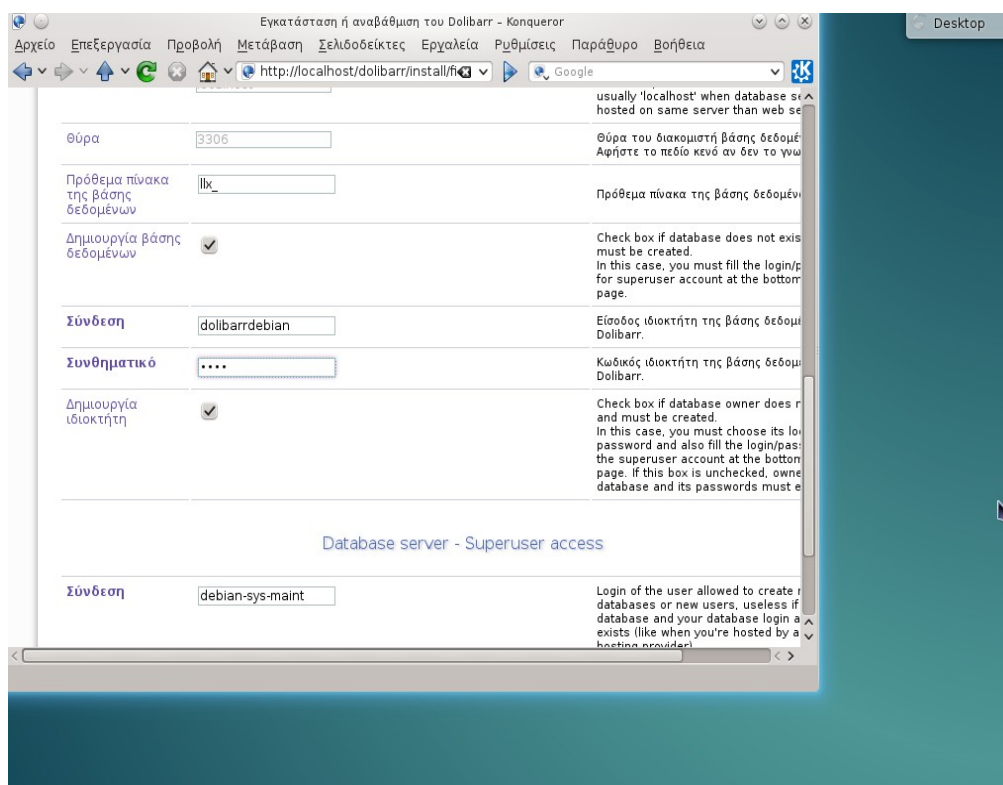 Εγκατάσταση ή αναβάθμιση του Dolibarr – Konqueror
Desktop
Αρχείο Επεξεργασία Προβολή Μετάβαση Σελιδοδείκτες Εργαλεία Ρυθμίσεις Παράθυρο Βοήθεια
http://localhost/dolibarr/install/fi
Google
usually 'localhost' when database se
hosted on same server than web se
Θύρα
3306
Θύρα του διακομιστή βάσης δεδομέ
Αφήστε το πεδίο κενό αν δεν το γνω
Πρόθεμα πίνακα
της βάσης
δεδομένων
llx_
Πρόθεμα πίνακα της βάσης δεδομένω
Δημιουργία βάσης
δεδομένων
Check box if database does not exis
must be created.
In this case, you must fill the login/p
for superuser account at the bottom
page.
Σύνδεση
dolibarrdebian
Είσοδος ιδιοκτήτη της βάσης δεδομέ
Dolibarr.
Συνθηματικό
••••
Κωδικός ιδιοκτήτη της βάσης δεδομε
Dolibarr.
Δημιουργία
ιδιοκτήτη
Check box if database owner does n
and must be created.
In this case, you must choose its lo
password and also fill the login/pas
the superuser account at the bottom
page. If this box is unchecked, owne
database and its passwords must e
Database server - Superuser access
Σύνδεση
debian-sys-maint
Login of the user allowed to create n
databases or new users, useless if
database and your database login a
exists (like when you're hosted by a
hosting provider)